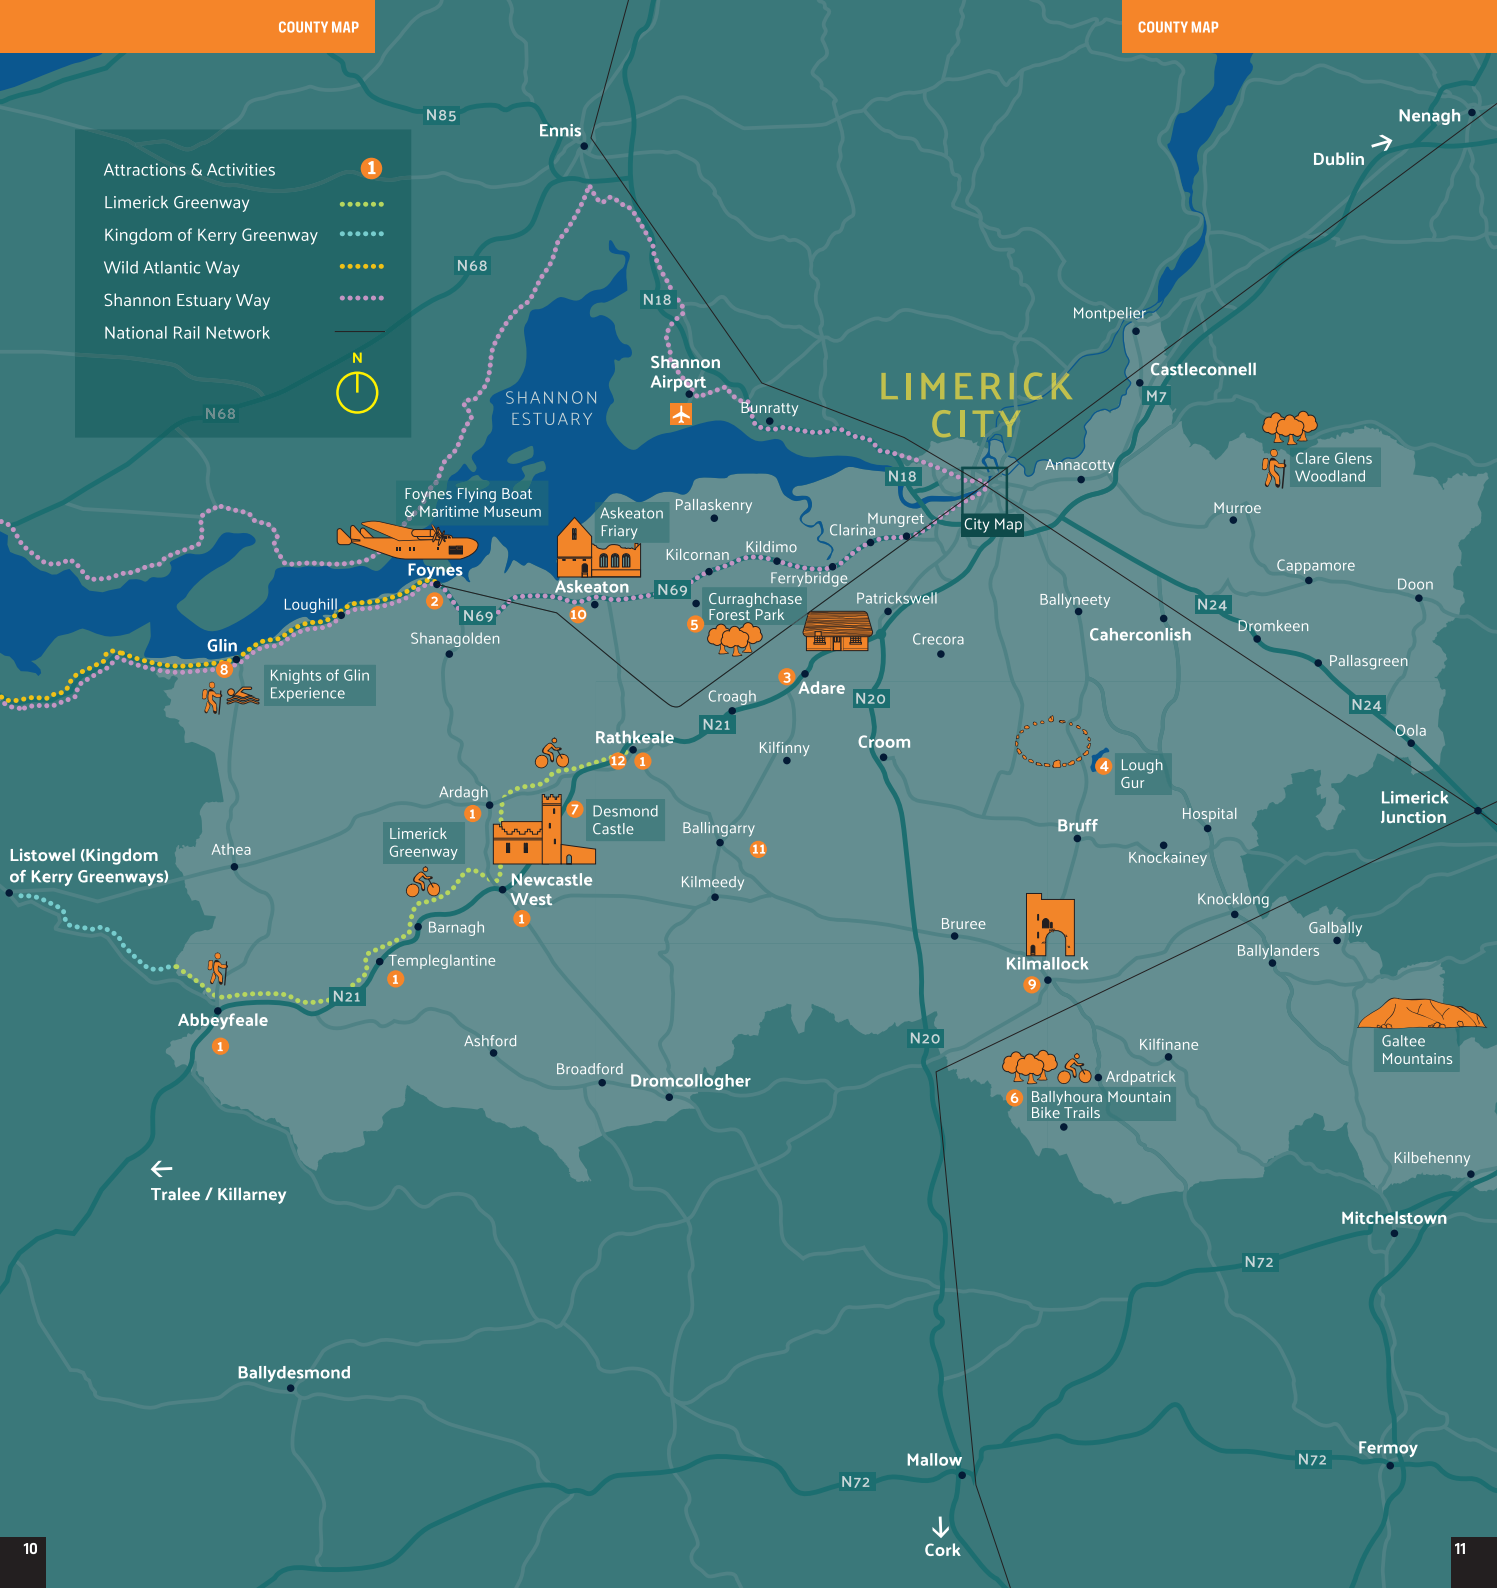 COUNTY MAP
COUNTY MAP
N85
Ennis
Nenagh
Dublin
Attractions & Activities
1
Limerick Greenway
Kingdom of Kerry Greenway
Wild Atlantic Way
Shannon Estuary Way
National Rail Network
N
N68
N18
N68
Montpelier
Shannon
Airport
Castleconnell
M7
SHANNON
ESTUARY
LIMERICK
CITY
Bunratty
Annacotty
Clare Glens
Woodland
N18
Foynes Flying Boat
& Maritime Museum
Askeaton
Friary
Pallaskenry
Murroe
Mungret
City Map
Clarina
Kildimo
Kilcornan
Ferrybridge
Cappamore
Doon
Foynes
2
Askeaton
10
N69
Curraghchase
Forest Park
5
Patrickswell
Ballyneety
N24
Loughill
N69
Shanagolden
Crecora
Caherconlish
Dromkeen
Pallasgreen
Glin
8
Knights of Glin
Experience
3
Adare
N20
Croagh
N21
N24
Oola
Rathkeale
12
1
Kilfinny
Croom
4
Lough
Gur
Ardagh
1
7
Desmond
Castle
Limerick
Junction
Limerick
Greenway
Ballingarry
11
Bruff
Hospital
Knockainey
Athea
Listowel (Kingdom
of Kerry Greenways)
Newcastle
West
1
Kilmeedy
Knocklong
Barnagh
Bruree
Galbally
Ballylanders
Templeglantine
1
Kilmallock
9
N21
Abbeyfeale
1
N20
Ashford
Kilfinane
Galtee
Mountains
Broadford
Dromcollogher
Ardpatrick
6
Ballyhoura Mountain
Bike Trails
Kilbehenny
Tralee / Killarney
Mitchelstown
N72
Ballydesmond
Mallow
N72
N72
Fermoy
Cork
10
11